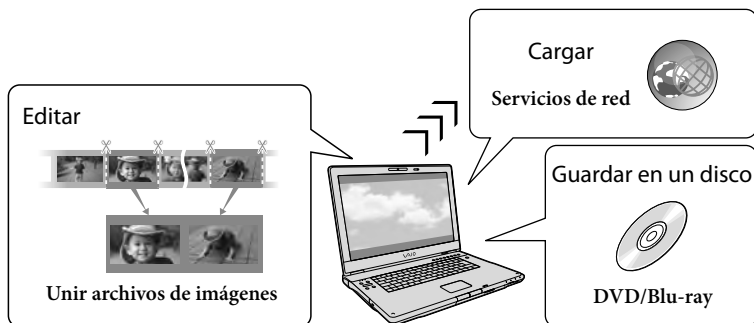 Editar
Unir archivos de imágenes
Cargar
Servicios de red
Guardar en un disco
DVD/Blu-ray
VAIO